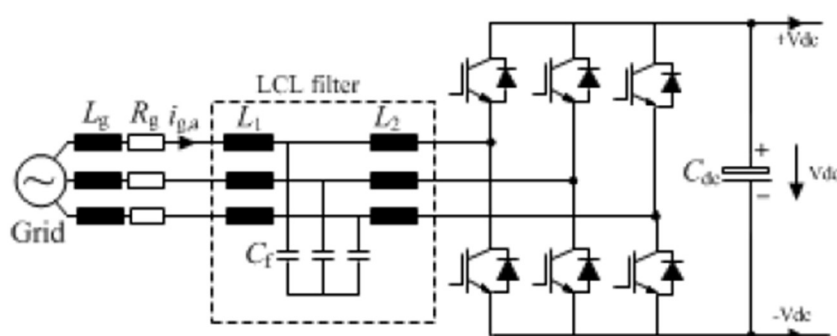 +Vdc
LCL filter
Lg Rg ig,a L1 L2
Cdc
+
Vdc
−
Grid
Cf
-Vdc